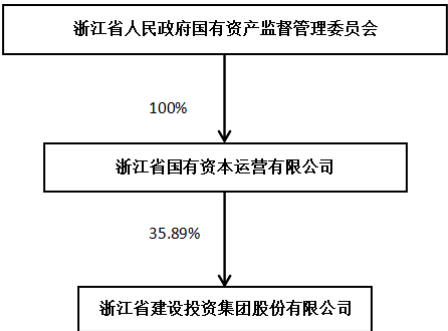 浙江省人民政府国有资产监督管理委员会
100%
浙江省国有资本运营有限公司
35.89%
浙江省建设投资集团股份有限公司